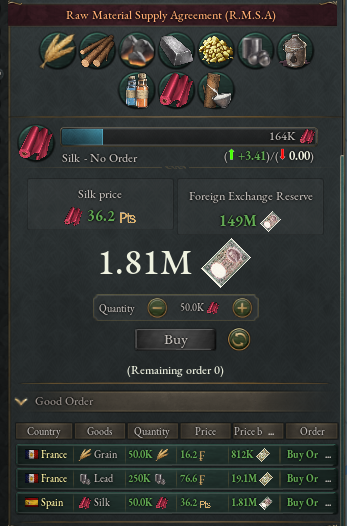 Raw Material Supply Agreement (R.M.S.A)
164K
Silk - No Order
(+3.41)/(0.00)
Silk price
36.2 Pts
Foreign Exchange Reserve
149M
1.81M
Quantity
50.0K
Buy
(Remaining order 0)
Good Order
Country Goods Quantity Price Price b ... Order
France Grain 50.0K 16.2 ₣ 812K Buy Or ...
France Lead 250K 76.6 ₣ 19.1M Buy Or ...
Spain Silk 50.0K 36.2 Pts 1.81M Buy Or ...